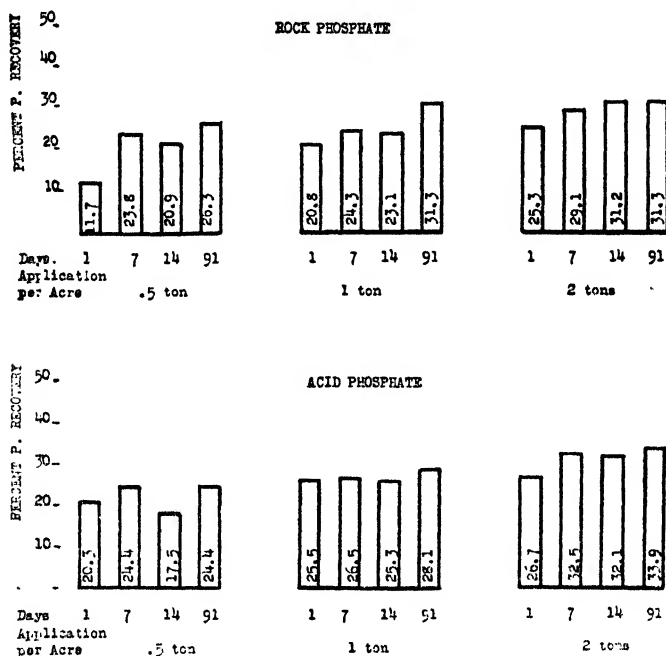 ROCK PHOSPHATE
PERCENT P. RECOVERY
50
40
30
20
10
11.7 23.8 20.9 26.3 20.8 24.3 23.1 31.3 25.3 29.1 31.2 31.3
Days. 1 7 14 91 1 7 14 91 1 7 14 91
Application
per Acre .5 ton 1 ton 2 tons
ACID PHOSPHATE
PERCENT P. RECOVERY
50
40
30
20
10
20.3 24.4 17.5 24.4 25.5 26.5 25.3 28.1 26.7 32.5 32.1 33.9
Days 1 7 14 91 1 7 14 91 1 7 14 91
Application
per Acre .5 ton 1 ton 2 tons